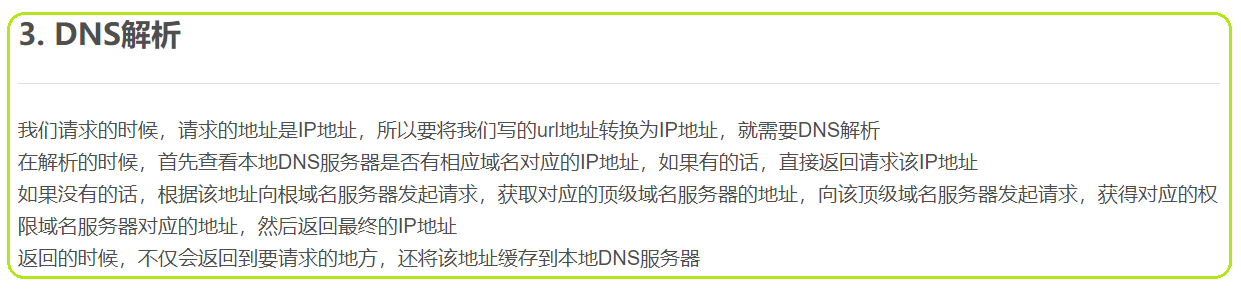 3. DNS解析
我们请求的时候，请求的地址是IP地址，所以要将我们写的url地址转换为IP地址，就需要DNS解析
在解析的时候，首先查看本地DNS服务器是否有相应域名对应的IP地址，如果有的话，直接返回请求该IP地址
如果没有的话，根据该地址向根域名服务器发起请求，获取对应的顶级域名服务器的地址，向该顶级域名服务器发起请求，获得对应的权
限域名服务器对应的地址，然后返回最终的IP地址
返回的时候，不仅会返回到要请求的地方，还将该地址缓存到本地DNS服务器